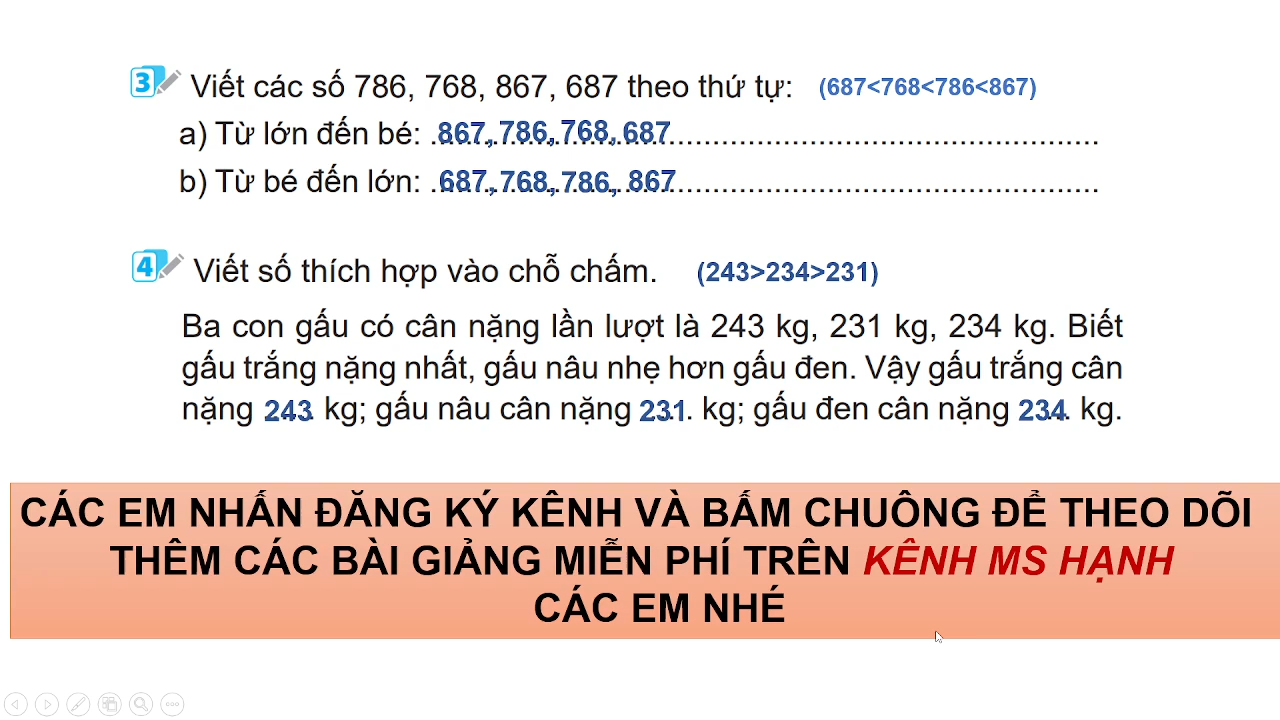 3 Viết các số 786, 768, 867, 687 theo thứ tự: (687<768<786<867)
a) Từ lớn đến bé: 867, 786, 768, 687
b) Từ bé đến lớn: 687, 768, 786, 867
4 Viết số thích hợp vào chỗ chấm. (243>234>231)
Ba con gấu có cân nặng lần lượt là 243 kg, 231 kg, 234 kg. Biết
gấu trắng nặng nhất, gấu nâu nhẹ hơn gấu đen. Vậy gấu trắng cân
nặng 243 kg; gấu nâu cân nặng 231 kg; gấu đen cân nặng 234 kg.
CÁC EM NHẤN ĐĂNG KÝ KÊNH VÀ BẤM CHUÔNG ĐỂ THEO DÕI
THÊM CÁC BÀI GIẢNG MIỄN PHÍ TRÊN KÊNH MS HẠNH
CÁC EM NHÉ